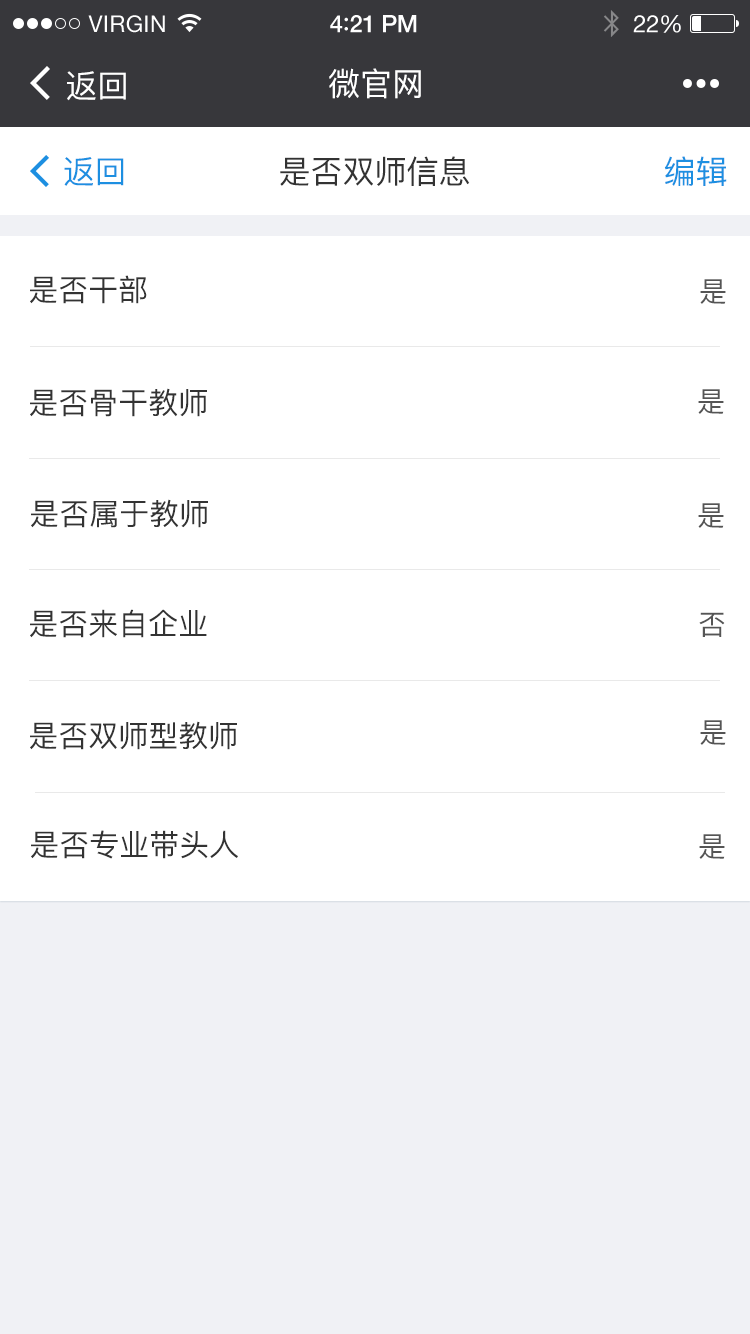 VIRGIN 4:21 PM 22%
返回 微官网
返回 是否双师信息 编辑
是否干部 是
是否骨干教师 是
是否属于教师 是
是否来自企业 否
是否双师型教师 是
是否专业带头人 是